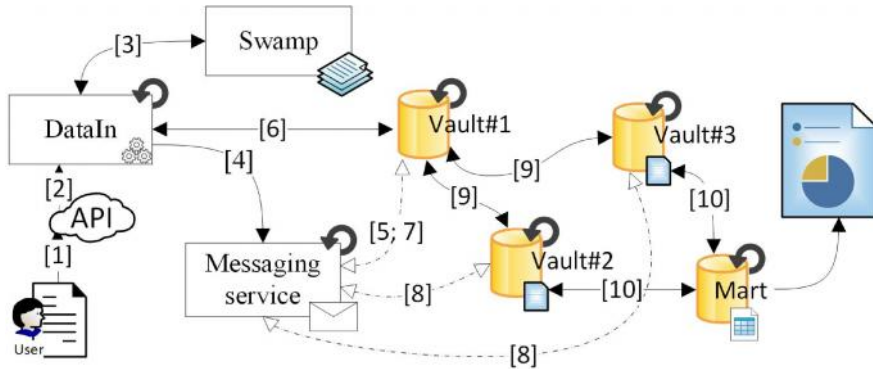 [3]
Swamp
DataIn
[6]
Vault#1
Vault#3
[4]
[9]
[2]
[9]
[10]
API
[5; 7]
[1]
Messaging
service
Vault#2
[8]
[10]
Mart
User
[8]